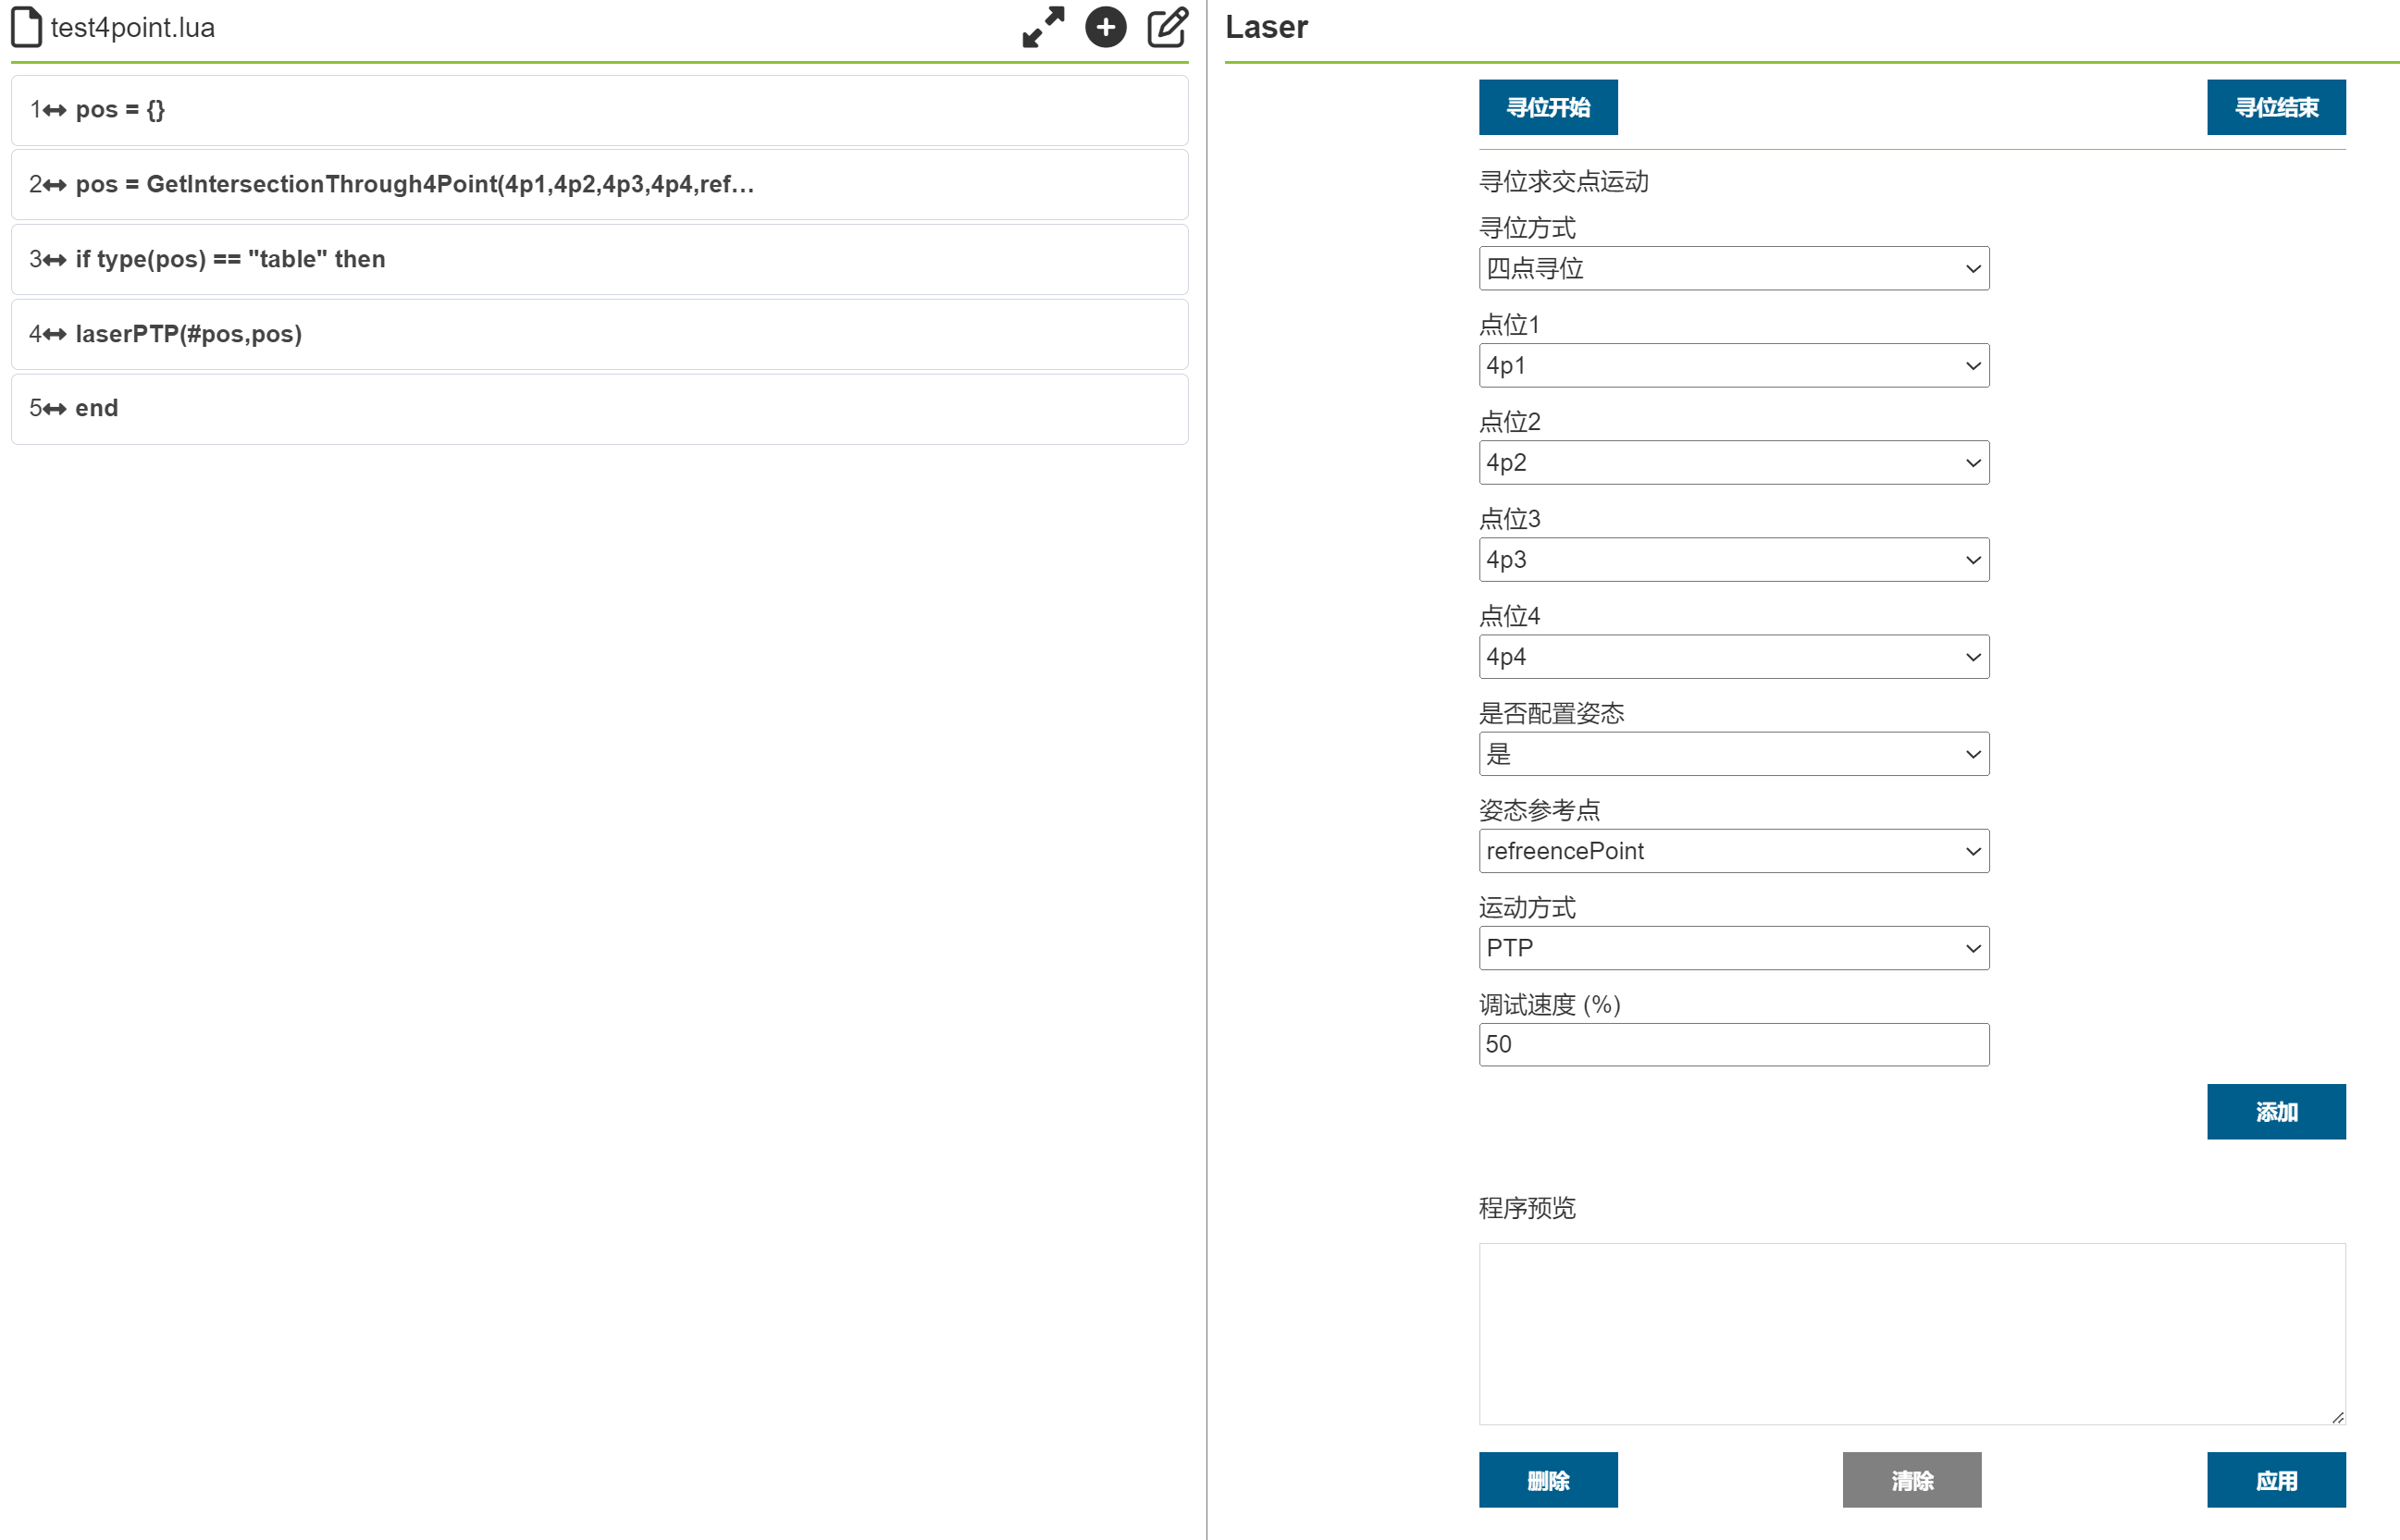 test4point.lua
1 pos = {}
2 pos = GetIntersectionThrough4Point(4p1,4p2,4p3,4p4,ref...
3 if type(pos) == "table" then
4 laserPTP(#pos,pos)
5 end
Laser
寻位开始
寻位结束
寻位求交点运动
寻位方式
四点寻位
点位1
4p1
点位2
4p2
点位3
4p3
点位4
4p4
是否配置姿态
是
姿态参考点
refreencePoint
运动方式
PTP
调试速度 (%)
50
添加
程序预览
删除
清除
应用